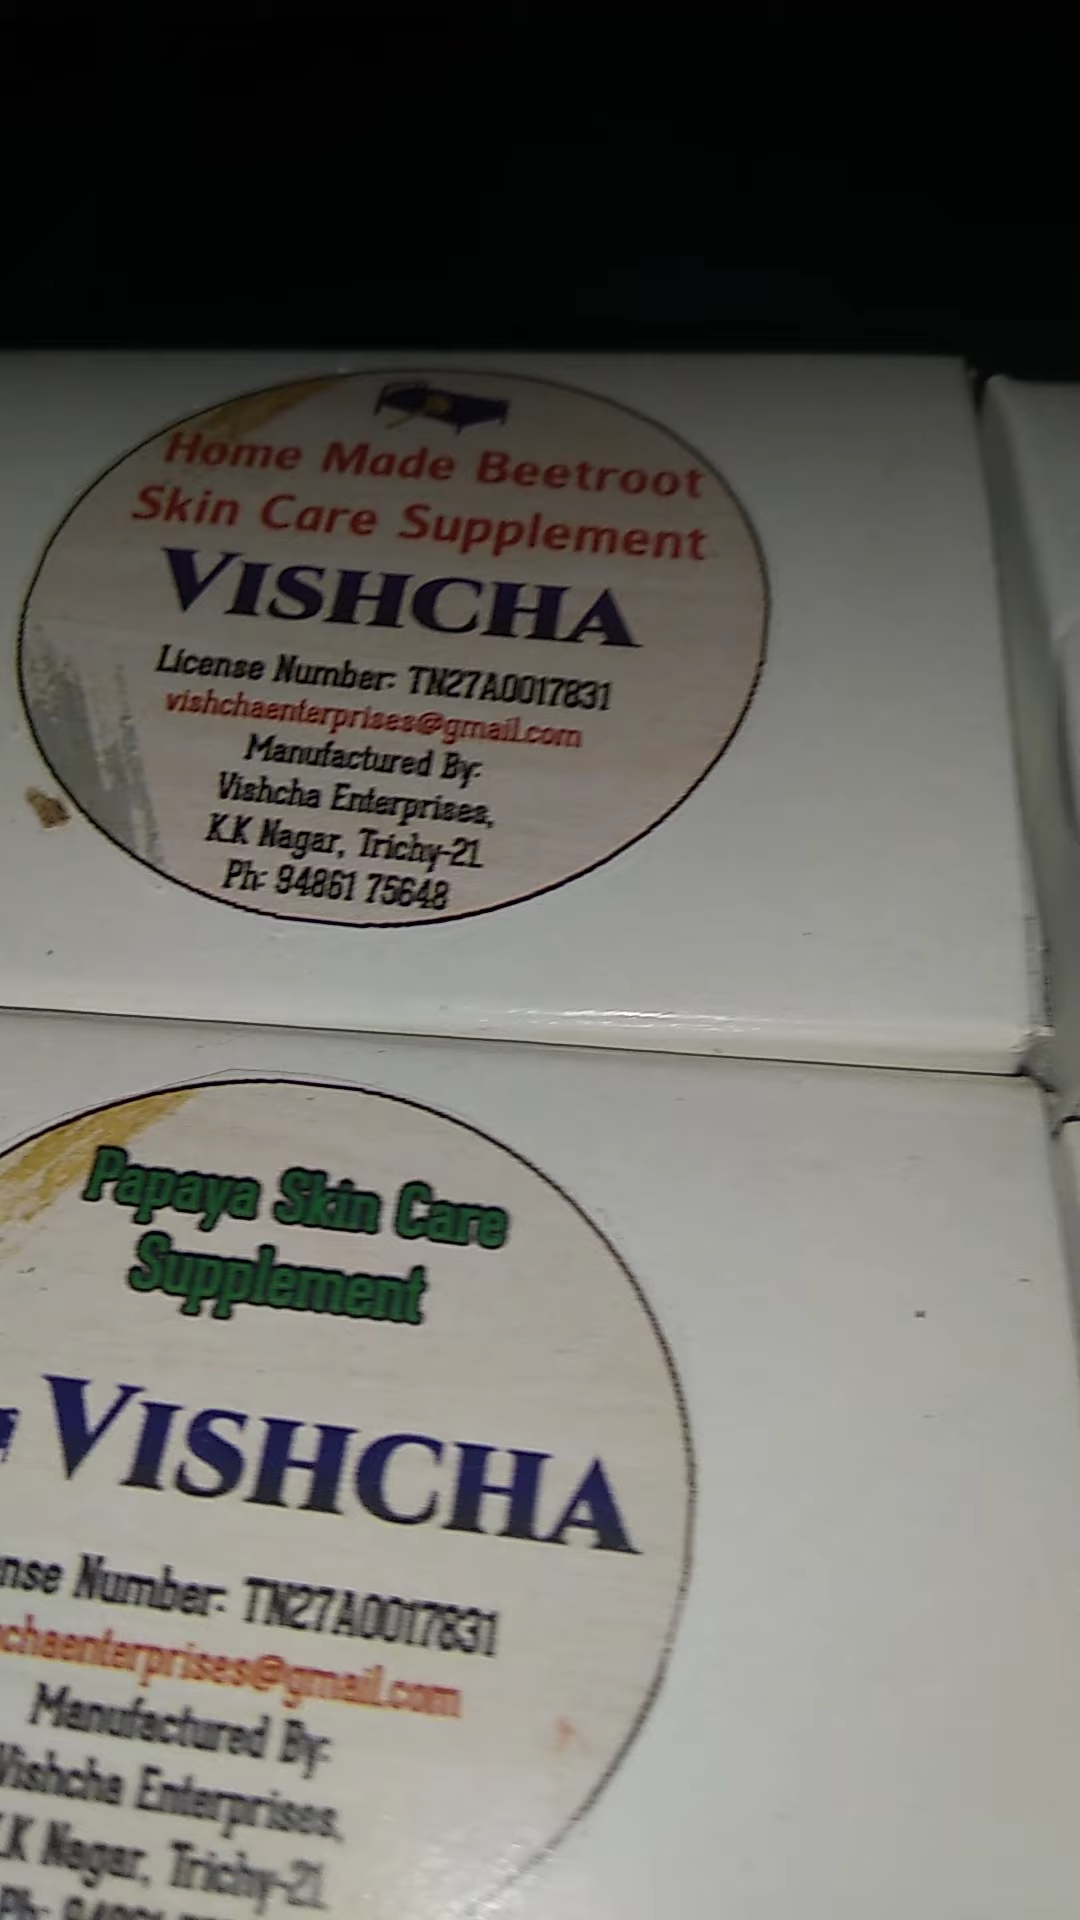 Home Made Beetroot
Skin Care Supplement
VISHCHA
License Number: TN27A0017831
vishchaenterprises@gmail.com
Manufactured By:
Vishcha Enterprises,
K.K Nagar, Trichy-21
Ph: 94861 75648
Papaya Skin Care
Supplement
VISHCHA
nse Number: TN27A0017831
chaenterprises@gmail.com
Manufactured By:
Vishcha Enterprises,
.K Nagar, Trichy-21
Ph: